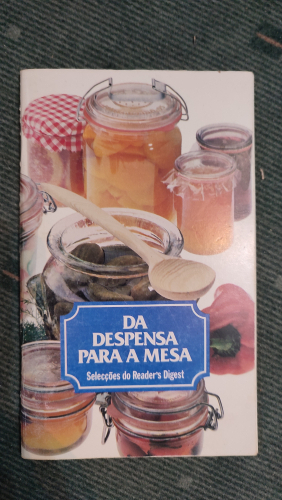 DA
DESPENSA
PARA A MESA
Selecções do Reader's Digest